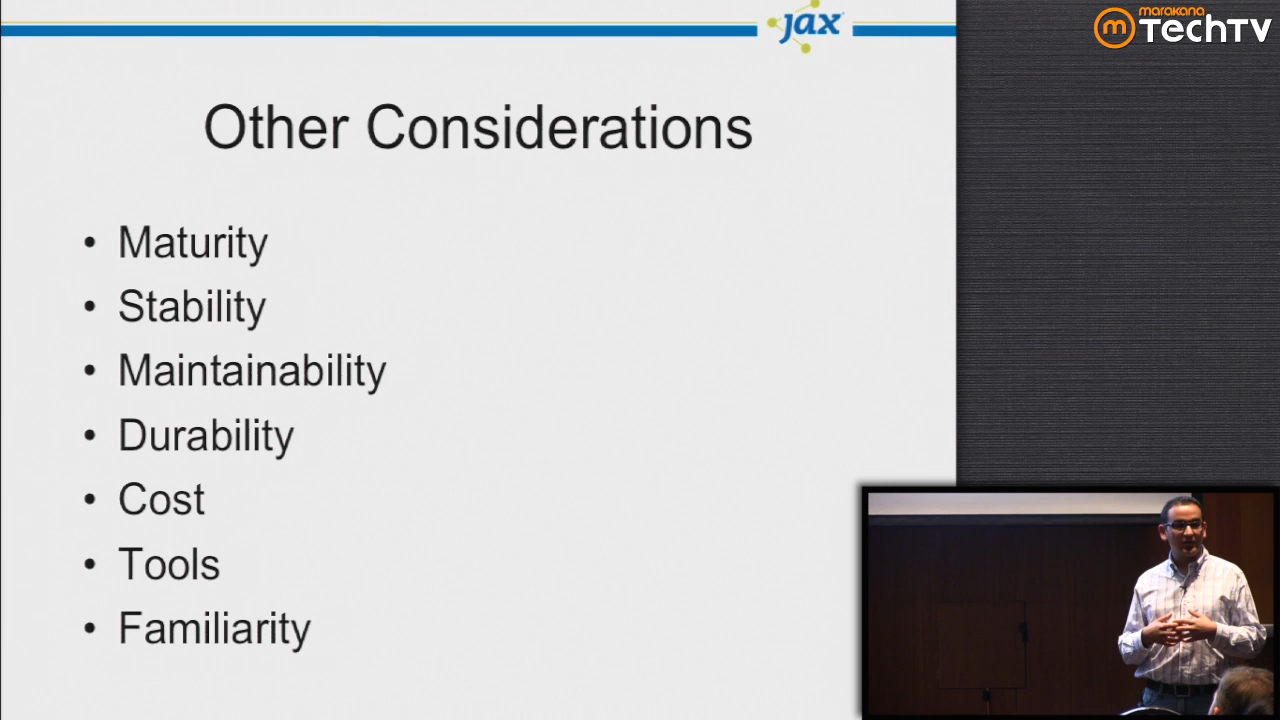 jax
marakana
m TechTV
Other Considerations
• Maturity
• Stability
• Maintainability
• Durability
• Cost
• Tools
• Familiarity